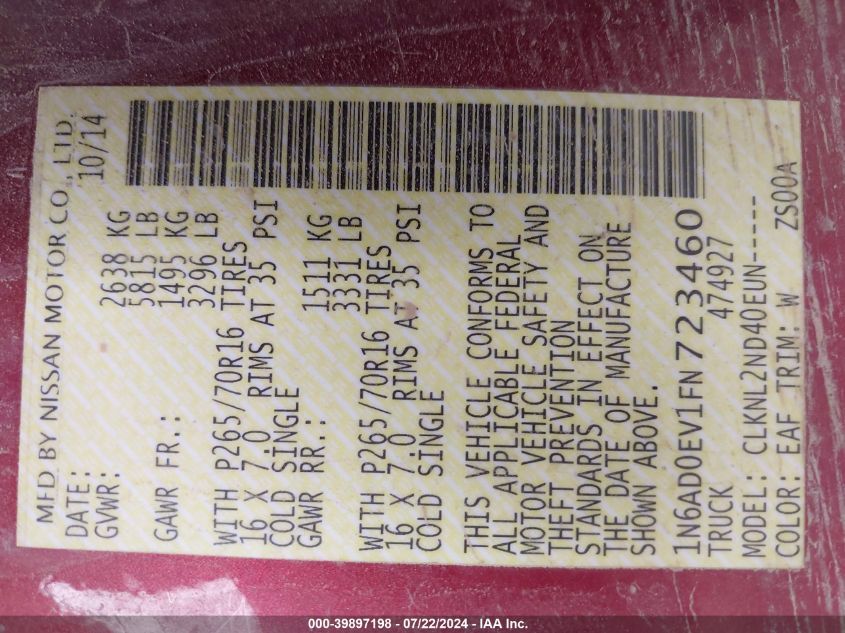 MFD BY NISSAN MOTOR CO., LTD.
DATE: 10/14
GVWR: 2638 KG
5815 LB
GAWR FR.: 1495 KG
3296 LB
WITH P265/70R16 TIRES
16 X 7.0 RIMS AT 35 PSI
COLD SINGLE
GAWR RR.: 1511 KG
3331 LB
WITH P265/70R16 TIRES
16 X 7.0 RIMS AT 35 PSI
COLD SINGLE
THIS VEHICLE CONFORMS TO
ALL APPLICABLE FEDERAL
MOTOR VEHICLE SAFETY AND
THEFT PREVENTION
STANDARDS IN EFFECT ON
THE DATE OF MANUFACTURE
SHOWN ABOVE.
1N6AD0EV1FN723460
TRUCK 474927
MODEL: CLKNL2ND40EUN-----
COLOR: EAF TRIM: W ZS00A
000-39897198 - 07/22/2024 - IAA Inc.